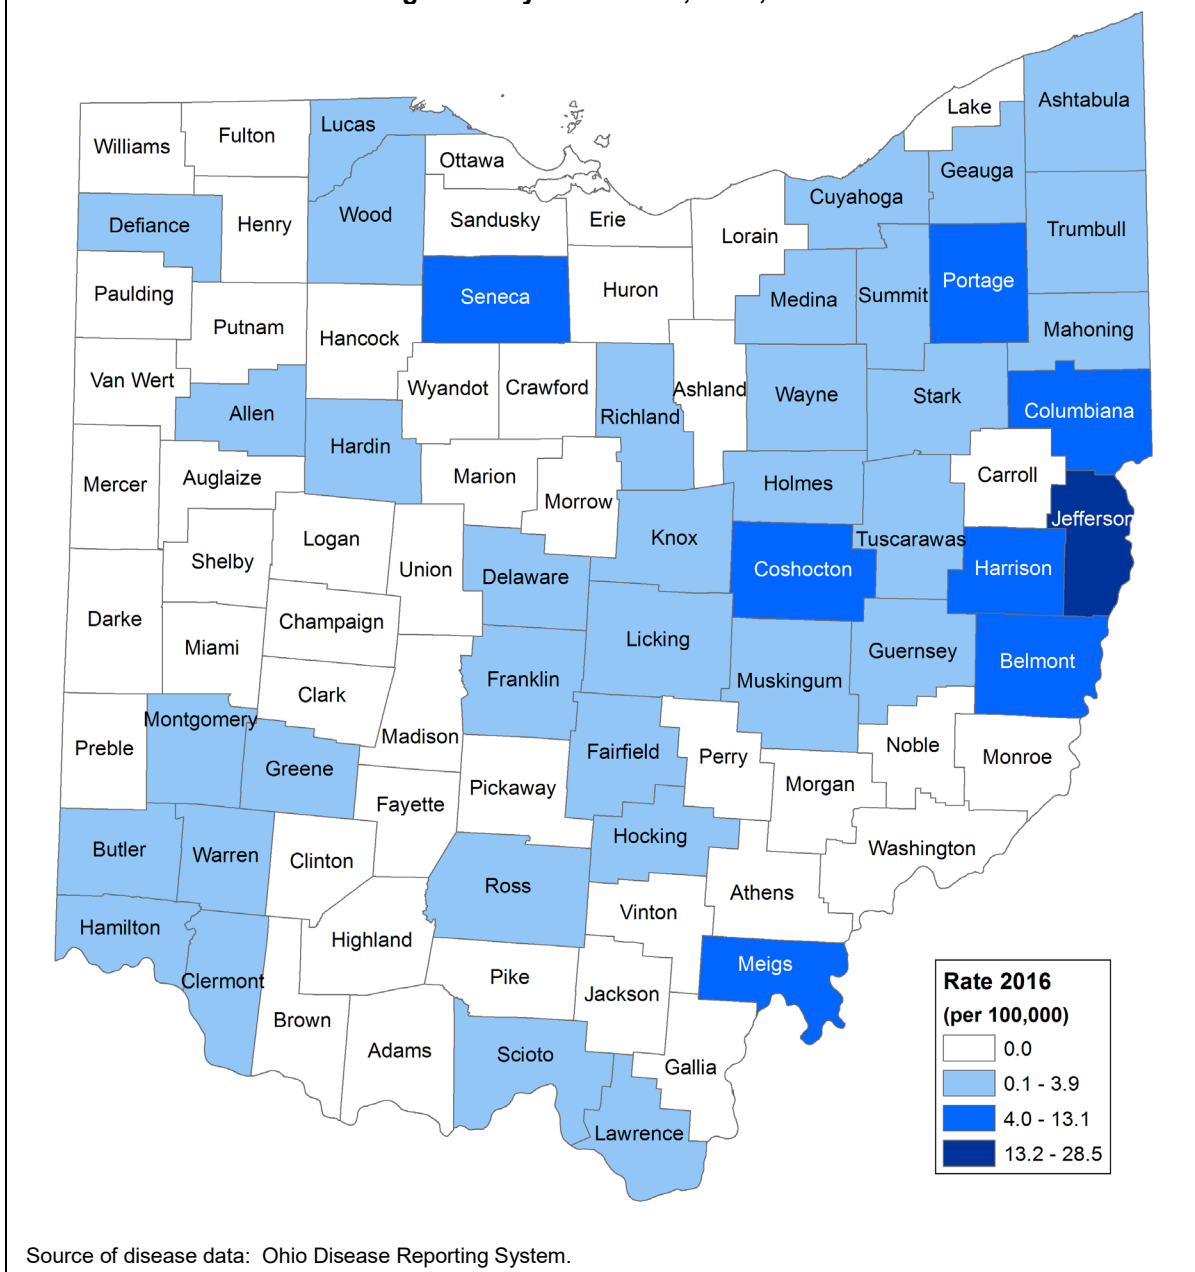 Lake
Ashtabula
Lucas
Fulton
Williams
Ottawa
Geauga
Cuyahoga
Wood
Sandusky
Erie
Henry
Defiance
Lorain
Trumbull
Portage
Paulding
Seneca
Huron
Medina
Summit
Putnam
Hancock
Mahoning
Van Wert
Wyandot
Crawford
Ashland
Wayne
Stark
Columbiana
Allen
Richland
Hardin
Mercer
Auglaize
Marion
Morrow
Holmes
Carroll
Jefferson
Logan
Knox
Tuscarawas
Shelby
Union
Delaware
Coshocton
Harrison
Darke
Champaign
Miami
Licking
Guernsey
Belmont
Clark
Franklin
Muskingum
Montgomery
Madison
Preble
Fairfield
Perry
Noble
Monroe
Greene
Pickaway
Morgan
Fayette
Butler
Warren
Clinton
Hocking
Washington
Ross
Athens
Vinton
Hamilton
Highland
Clermont
Pike
Jackson
Meigs
Brown
Adams
Scioto
Gallia
Lawrence
Rate 2016
(per 100,000)
0.0
0.1 - 3.9
4.0 - 13.1
13.2 - 28.5
Source of disease data:  Ohio Disease Reporting System.